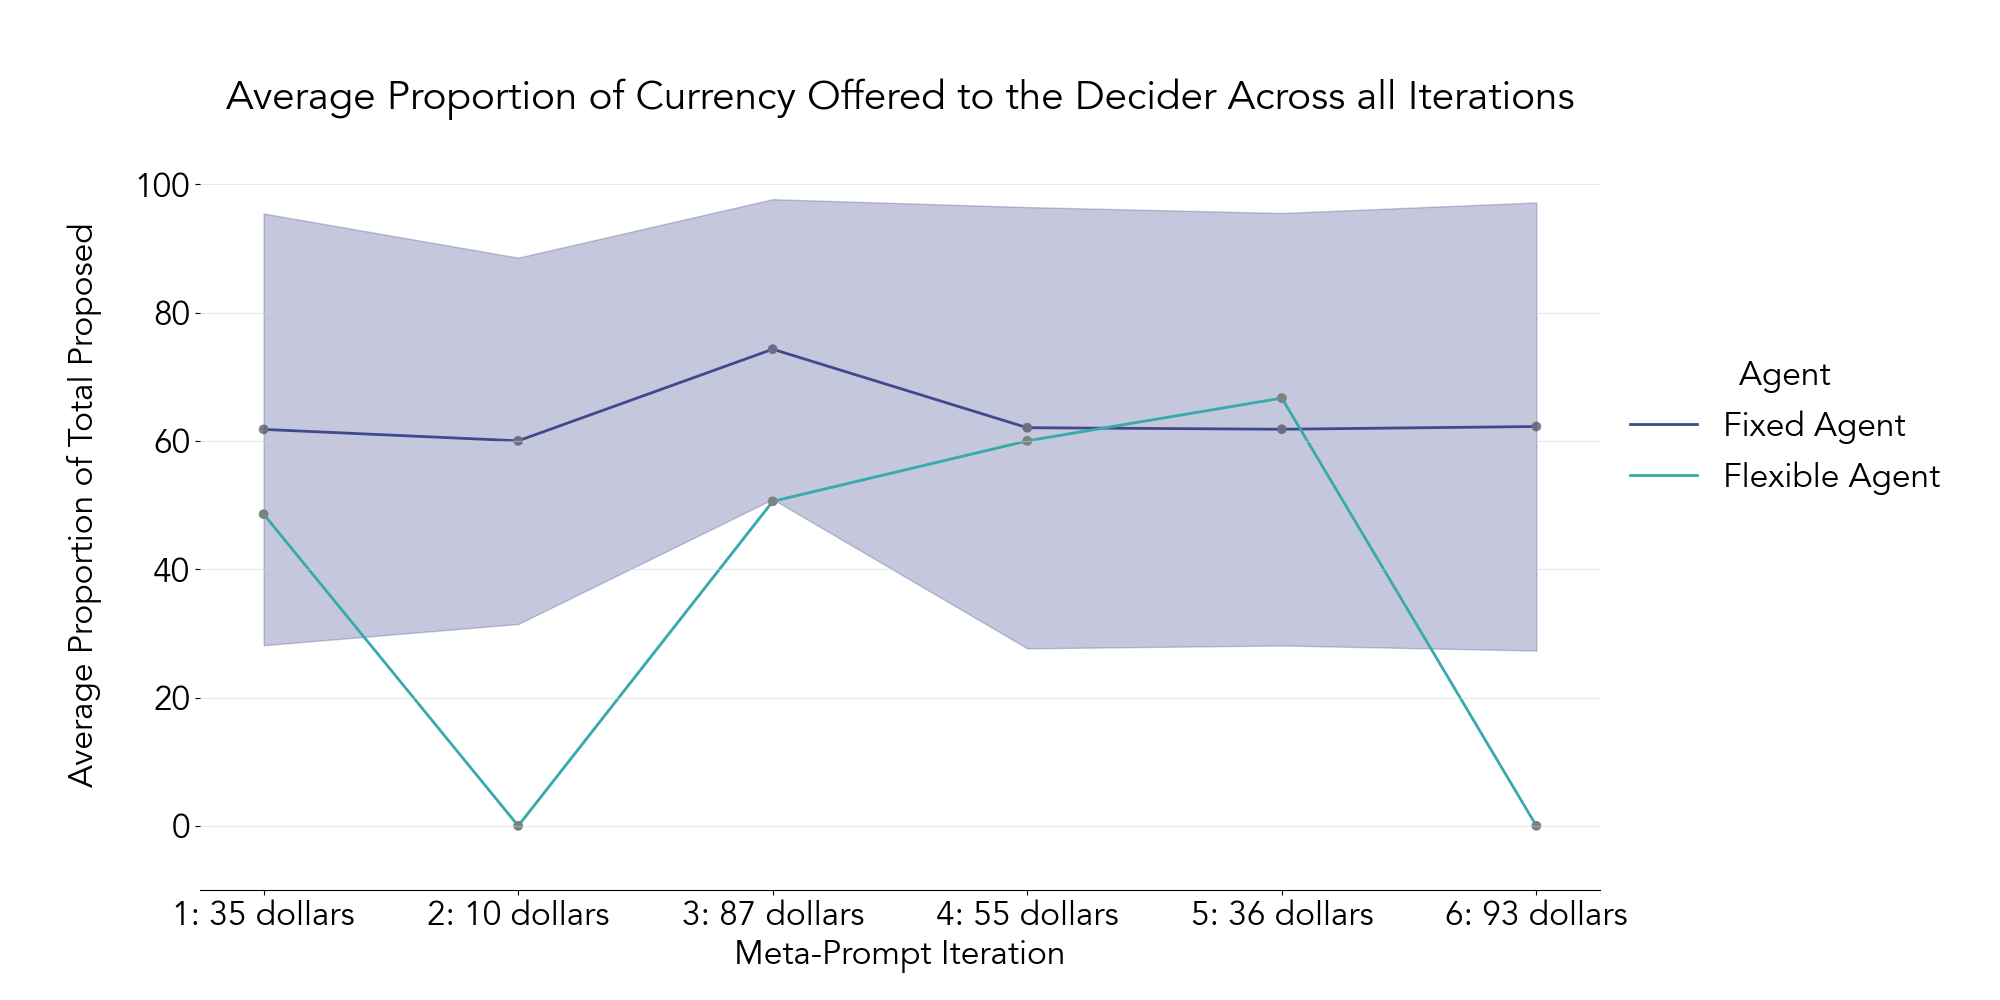 Average Proportion of Currency Offered to the Decider Across all Iterations
Average Proportion of Total Proposed
100
80
60
40
20
0
1: 35 dollars
2: 10 dollars
3: 87 dollars
4: 55 dollars
5: 36 dollars
6: 93 dollars
Meta-Prompt Iteration
Agent
Fixed Agent
Flexible Agent